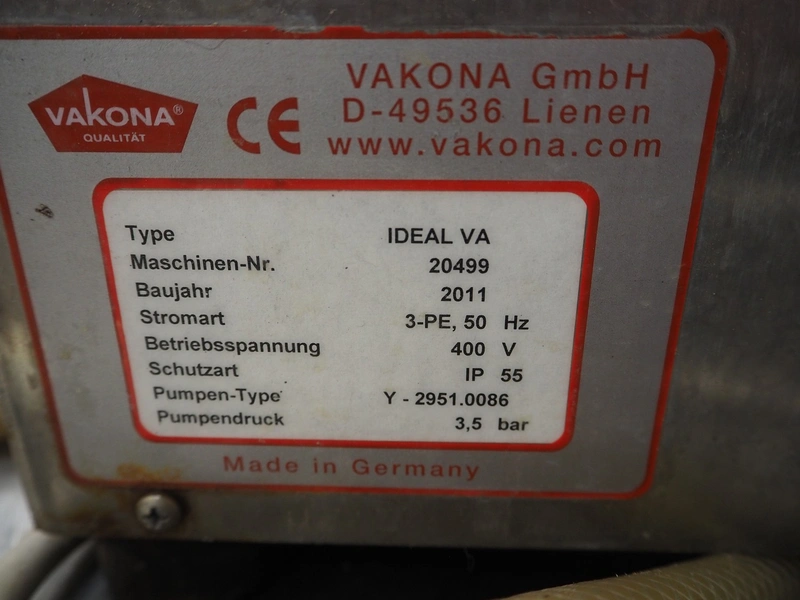 VAKONA®
QUALITÄT
CE
VAKONA GmbH
D-49536 Lienen
www.vakona.com
Type IDEAL VA
Maschinen-Nr. 20499
Baujahr 2011
Stromart 3-PE, 50 Hz
Betriebsspannung 400 V
Schutzart IP 55
Pumpen-Type Y - 2951.0086
Pumpendruck 3,5 bar
Made in Germany